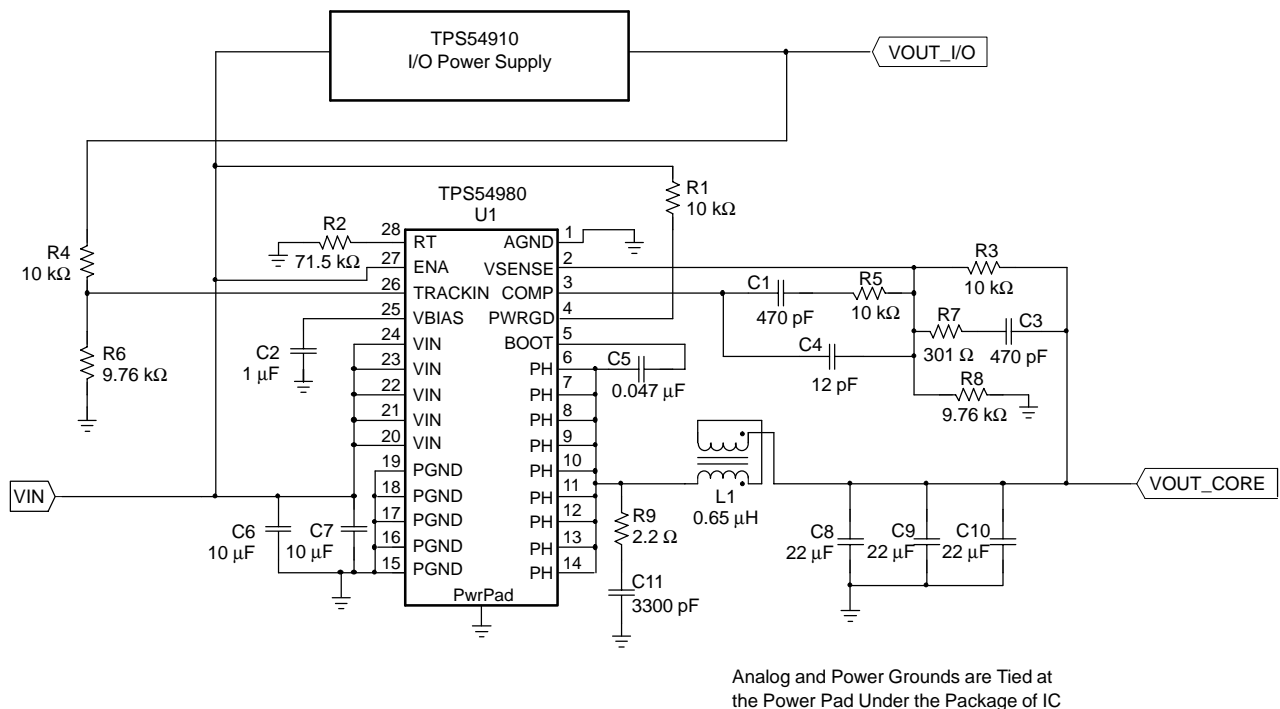 TPS54910
I/O Power Supply
VOUT_I/O
TPS54980
U1
R1
10 kΩ
R2
71.5 kΩ
R4
10 kΩ
R6
9.76 kΩ
C2
1 μF
28
RT
27
ENA
26
TRACKIN
25
VBIAS
24
VIN
23
VIN
22
VIN
21
VIN
20
VIN
19
PGND
18
PGND
17
PGND
16
PGND
15
PGND
AGND
1
VSENSE
2
COMP
3
PWRGD
4
BOOT
5
PH
6
PH
7
PH
8
PH
9
PH
10
PH
11
PH
12
PH
13
PH
14
PwrPad
C5
0.047 μF
C1
470 pF
R5
10 kΩ
R3
10 kΩ
C4
12 pF
R7
301 Ω
C3
470 pF
R8
9.76 kΩ
L1
0.65 μH
R9
2.2 Ω
C11
3300 pF
VIN
C6
10 μF
C7
10 μF
C8
22 μF
C9
22 μF
C10
22 μF
VOUT_CORE
Analog and Power Grounds are Tied at
the Power Pad Under the Package of IC